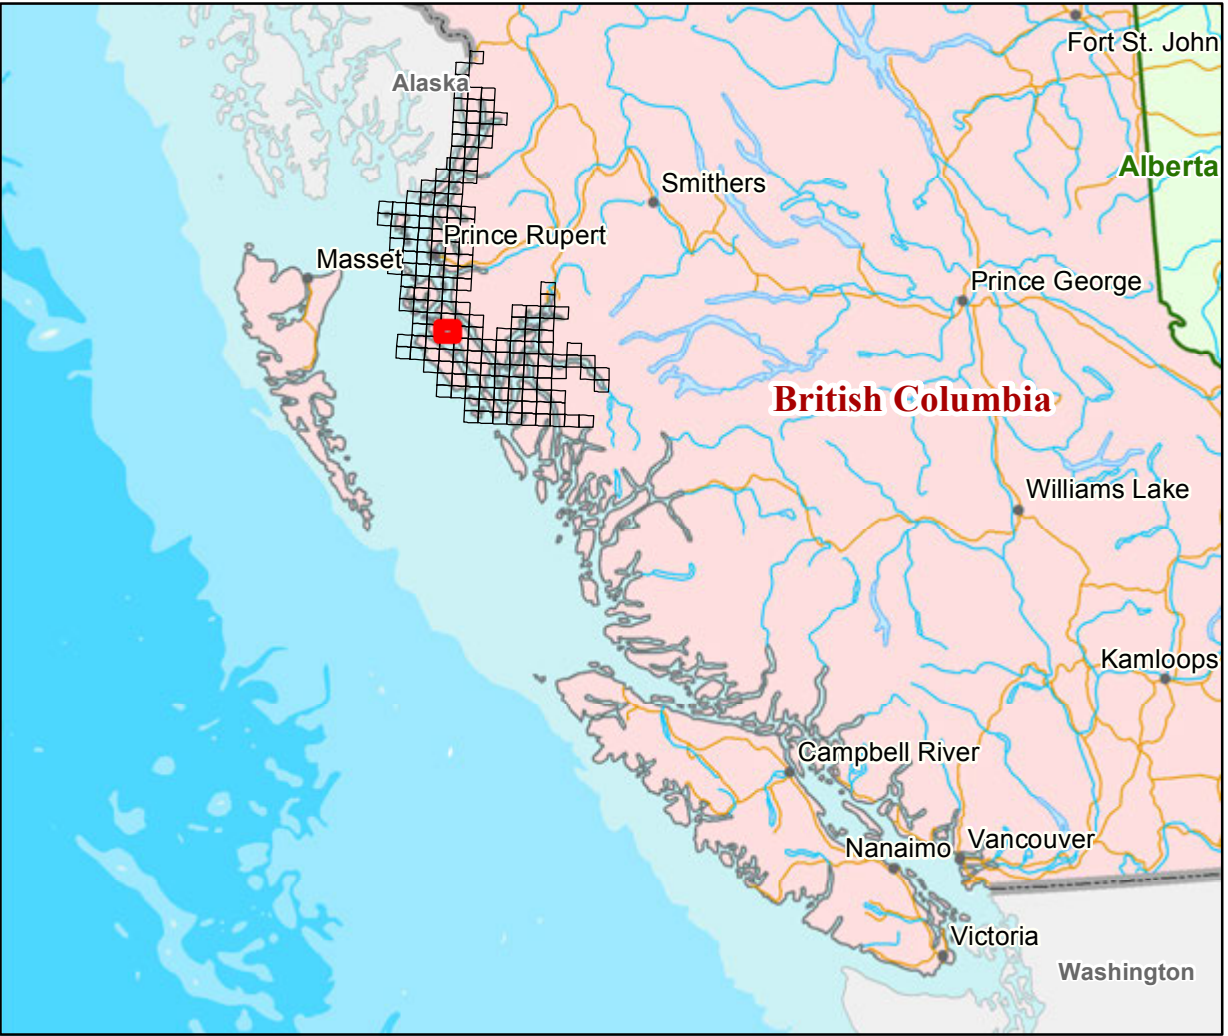 Fort St. John
Alaska
Alberta
Smithers
Prince Rupert
Masset
Prince George
British Columbia
Williams Lake
Kamloops
Campbell River
Vancouver
Nanaimo
Victoria
Washington